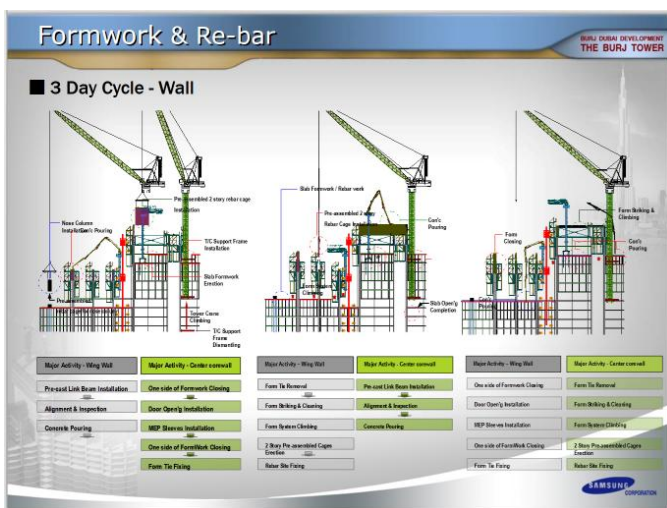 Formwork & Re-bar
BURJ DUBAI DEVELOPMENT
THE BURJ TOWER
3 Day Cycle - Wall
Pre-assembled 2 story rebar cage
Installation
Nose Column
Installation
Con'c Pouring
T/C Support Frame
Installation
Slab Formwork
Erection
Pre-assembled
Tower Crane
Climbing
T/C Support
Frame
Dismantling
Slab Formwork / Rebar work
Pre-assembled 2 story
Rebar Cage Installation
Con'c
Pouring
Form System
Climbing
Slab Open'g
Completion
Form Striking &
Climbing
Form
Closing
Con'c
Pouring
Con'c
Pouring
Major Activity - Wing Wall
Pre-cast Link Beam Installation
Alignment & Inspection
Concrete Pouring
Major Activity - Center corewall
One side of Formwork Closing
Door Open'g Installation
MEP Sleeves Installation
One side of FormWork Closing
Form Tie Fixing
Major Activity - Wing Wall
Form Tie Removal
Form Striking & Cleaning
Form System Climbing
2 Story Pre-assembled Cages
Erection
Rebar Site Fixing
Major Activity - Center corewall
Pre-cast Link Beam Installation
Alignment & Inspection
Concrete Pouring
Major Activity - Wing Wall
One side of Formwork Closing
Door Open'g Installation
MEP Sleeves Installation
One side of FormWork Closing
Form Tie Fixing
Major Activity - Center corewall
Form Tie Removal
Form Striking & Cleaning
Form System Climbing
2 Story Pre-assembled Cages
Erection
Rebar Site Fixing
SAMSUNG
CORPORATION